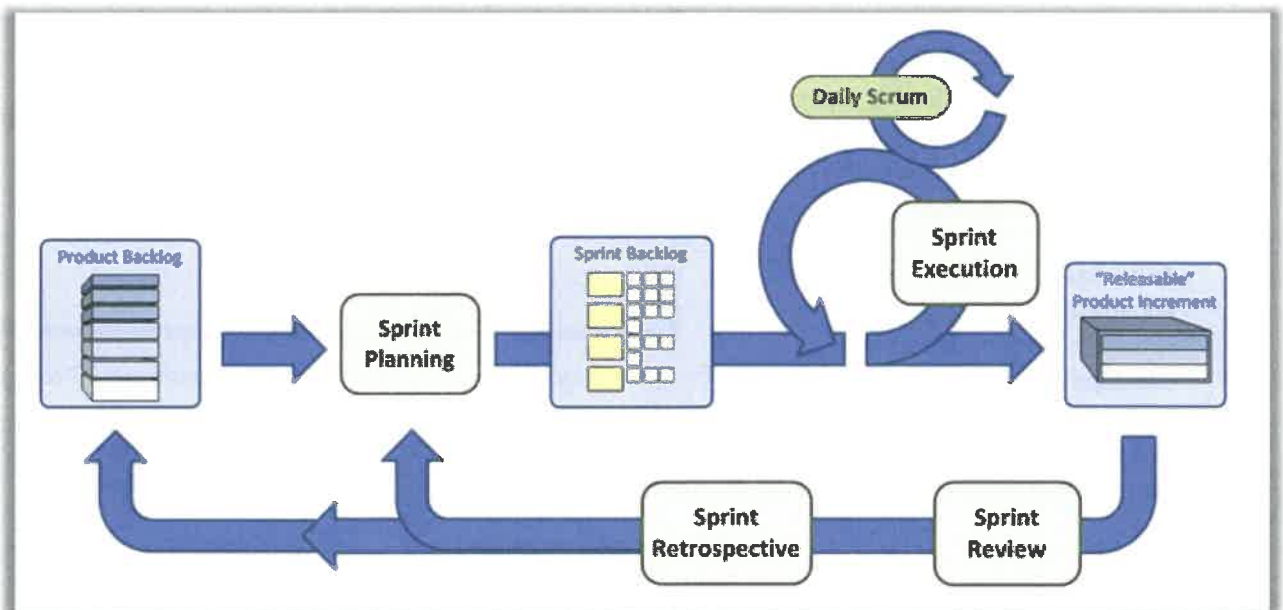 Daily Scrum
Product Backlog
Sprint
Planning
Sprint Backlog
Sprint
Execution
"Releasable"
Product Increment
Sprint
Retrospective
Sprint
Review